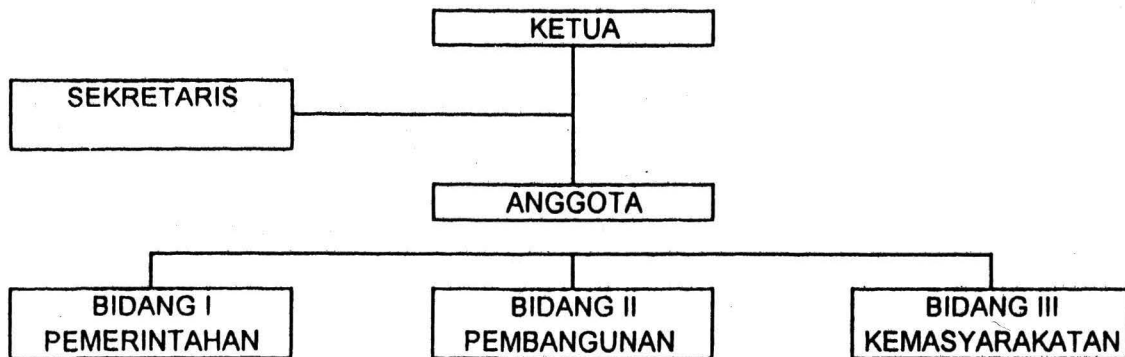 KETUA
SEKRETARIS
ANGGOTA
BIDANG I
PEMERINTAHAN
BIDANG II
PEMBANGUNAN
BIDANG III
KEMASYARAKATAN